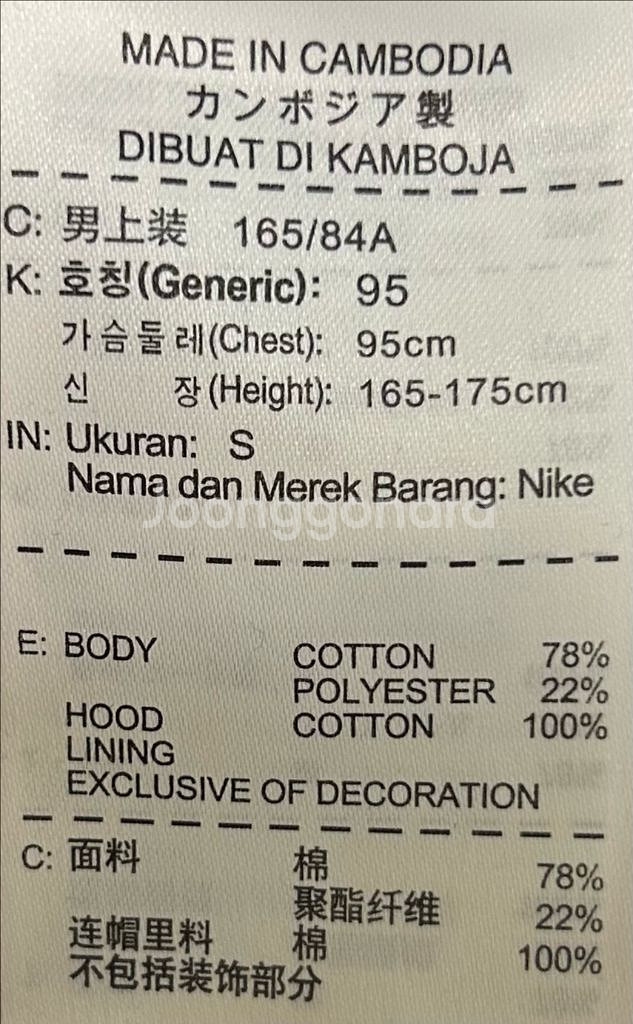 MADE IN CAMBODIA
カンボジア製
DIBUAT DI KAMBOJA
C: 男上装 165/84A
K: 호칭(Generic): 95
가슴둘레(Chest): 95cm
신 장(Height): 165-175cm
IN: Ukuran: S
Nama dan Merek Barang: Nike
Joonggonara
E: BODY COTTON 78%
POLYESTER 22%
HOOD COTTON 100%
LINING
EXCLUSIVE OF DECORATION
C: 面料 棉 78%
聚酯纤维 22%
连帽里料 棉 100%
不包括装饰部分